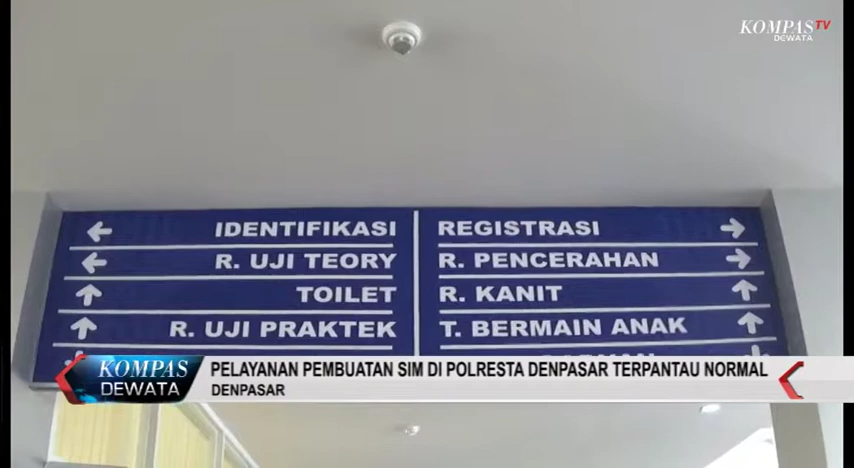 KOMPAS TV
DEWATA
IDENTIFIKASI
R. UJI TEORY
TOILET
R. UJI PRAKTEK
REGISTRASI
R. PENCERAHAN
R. KANIT
T. BERMAIN ANAK
KOMPAS
DEWATA
PELAYANAN PEMBUATAN SIM DI POLRESTA DENPASAR TERPANTAU NORMAL
DENPASAR